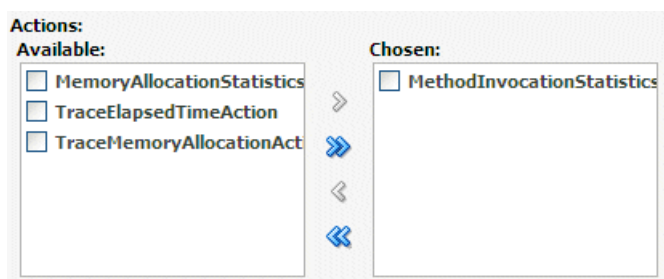 Actions:
Available:
Chosen:
MemoryAllocationStatistics
MethodInvocationStatistics
TraceElapsedTimeAction
TraceMemoryAllocationAct